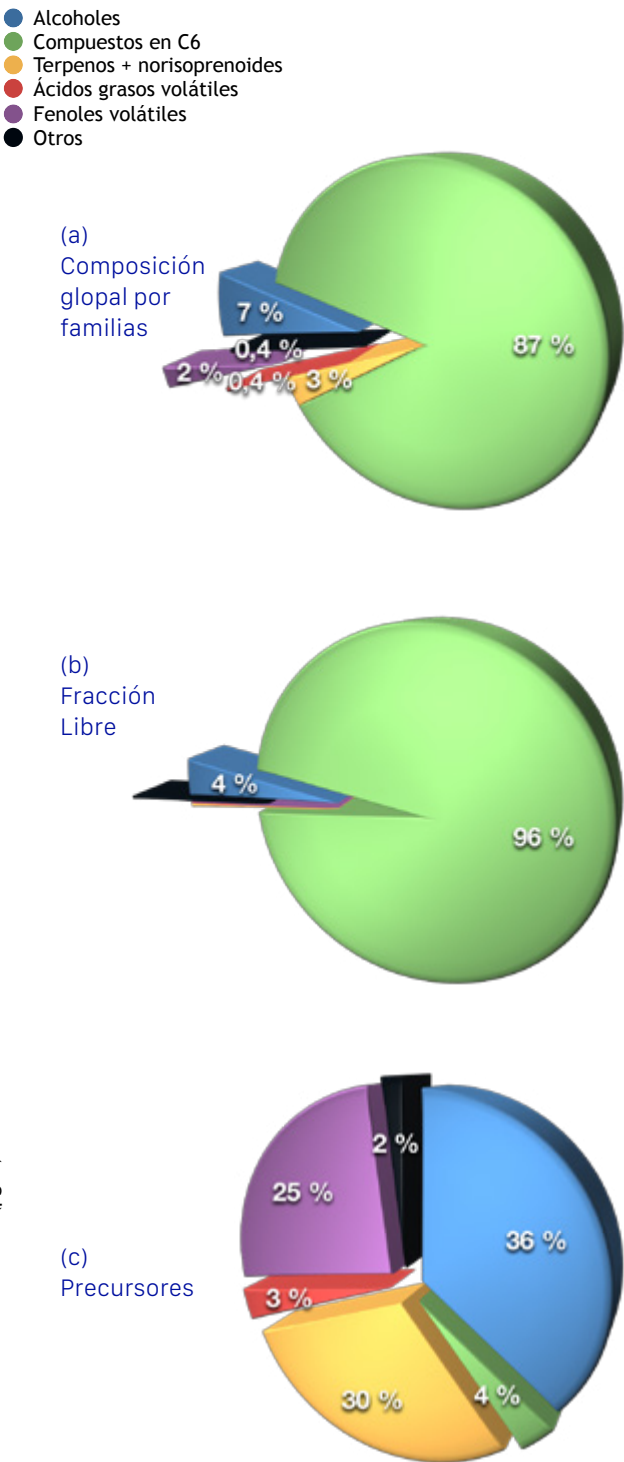 Alcoholes
Compuestos en C6
Terpenos + norisoprenoides
Ácidos grasos volátiles
Fenoles volátiles
Otros
(a)
Composición
glopal por
familias
7 %
0,4 %
2 %
0,4 %
3 %
87 %
(b)
Fracción
Libre
4 %
96 %
(c)
Precursores
2 %
25 %
36 %
3 %
30 %
4 %